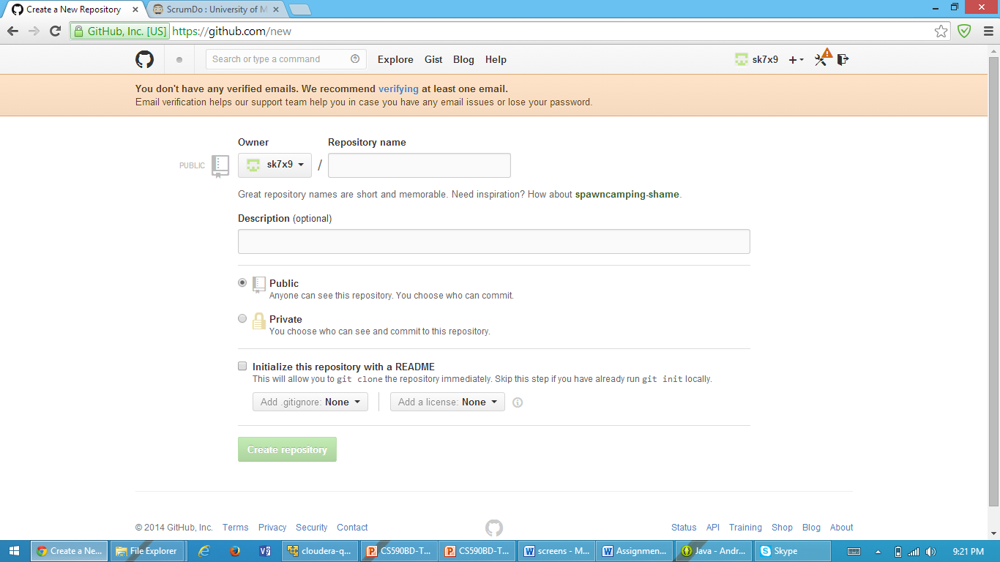 Create a New Repository
ScrumDo : University of M
GitHub, Inc. [US] https://github.com/new
Search or type a command
Explore Gist Blog Help
sk7x9
You don't have any verified emails. We recommend verifying at least one email.
Email verification helps our support team help you in case you have any email issues or lose your password.
Owner Repository name
PUBLIC sk7x9 /
Great repository names are short and memorable. Need inspiration? How about spawncamping-shame.
Description (optional)
Public
Anyone can see this repository. You choose who can commit.
Private
You choose who can see and commit to this repository.
Initialize this repository with a README
This will allow you to git clone the repository immediately. Skip this step if you have already run git init locally.
Add .gitignore: None Add a license: None
Create repository
© 2014 GitHub, Inc. Terms Privacy Security Contact Status API Training Shop Blog About
Create a Ne... File Explorer cloudera-q... CS590BD-T... CS590BD-T... screens - M... Assignmen... Java - Andr... Skype 9:21 PM